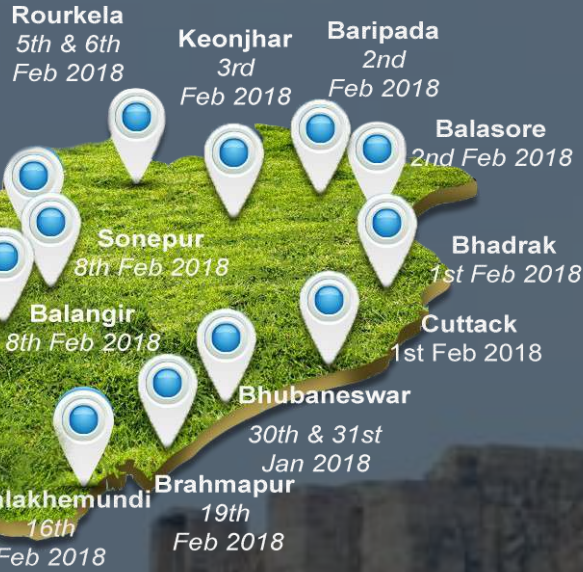 Rourkela
5th & 6th
Feb 2018
Keonjhar
3rd
Feb 2018
Baripada
2nd
Feb 2018
Balasore
2nd Feb 2018
Sonepur
8th Feb 2018
Bhadrak
1st Feb 2018
Balangir
8th Feb 2018
Cuttack
1st Feb 2018
Bhubaneswar
30th & 31st
Jan 2018
Brahmapur
19th
Feb 2018
alakhemundi
16th
Feb 2018